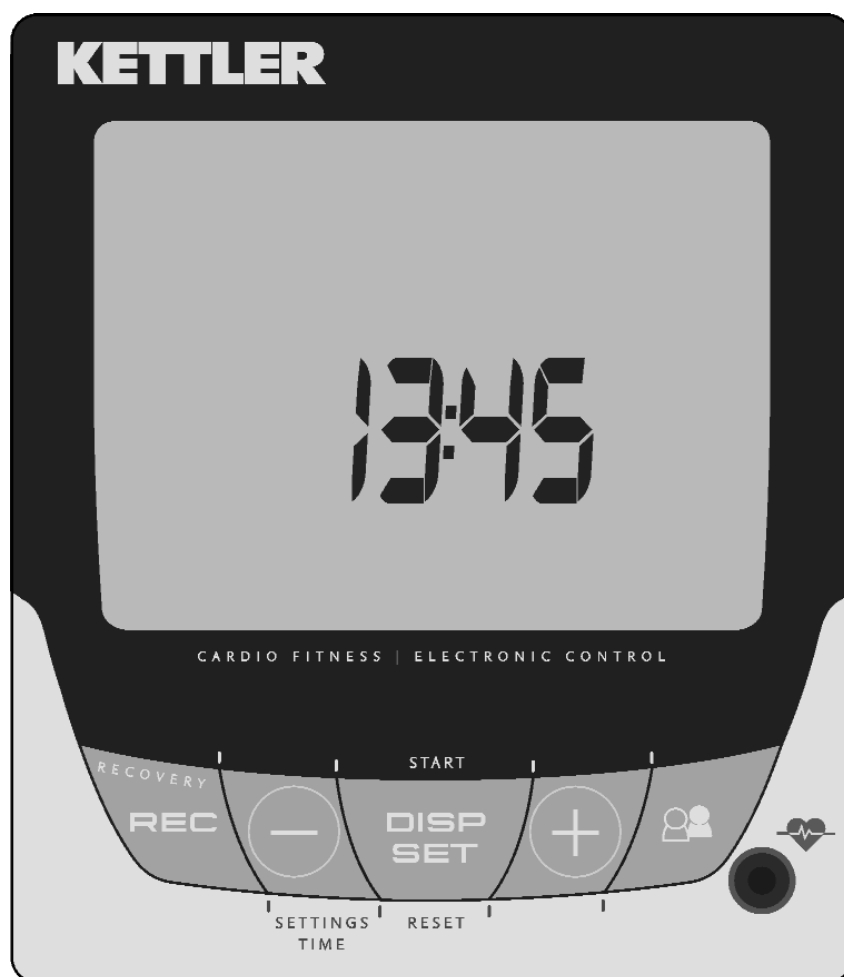 KETTLER
13:45
CARDIO FITNESS | ELECTRONIC CONTROL
START
RECOVERY
REC
DISP
SET
SETTINGS
TIME
RESET